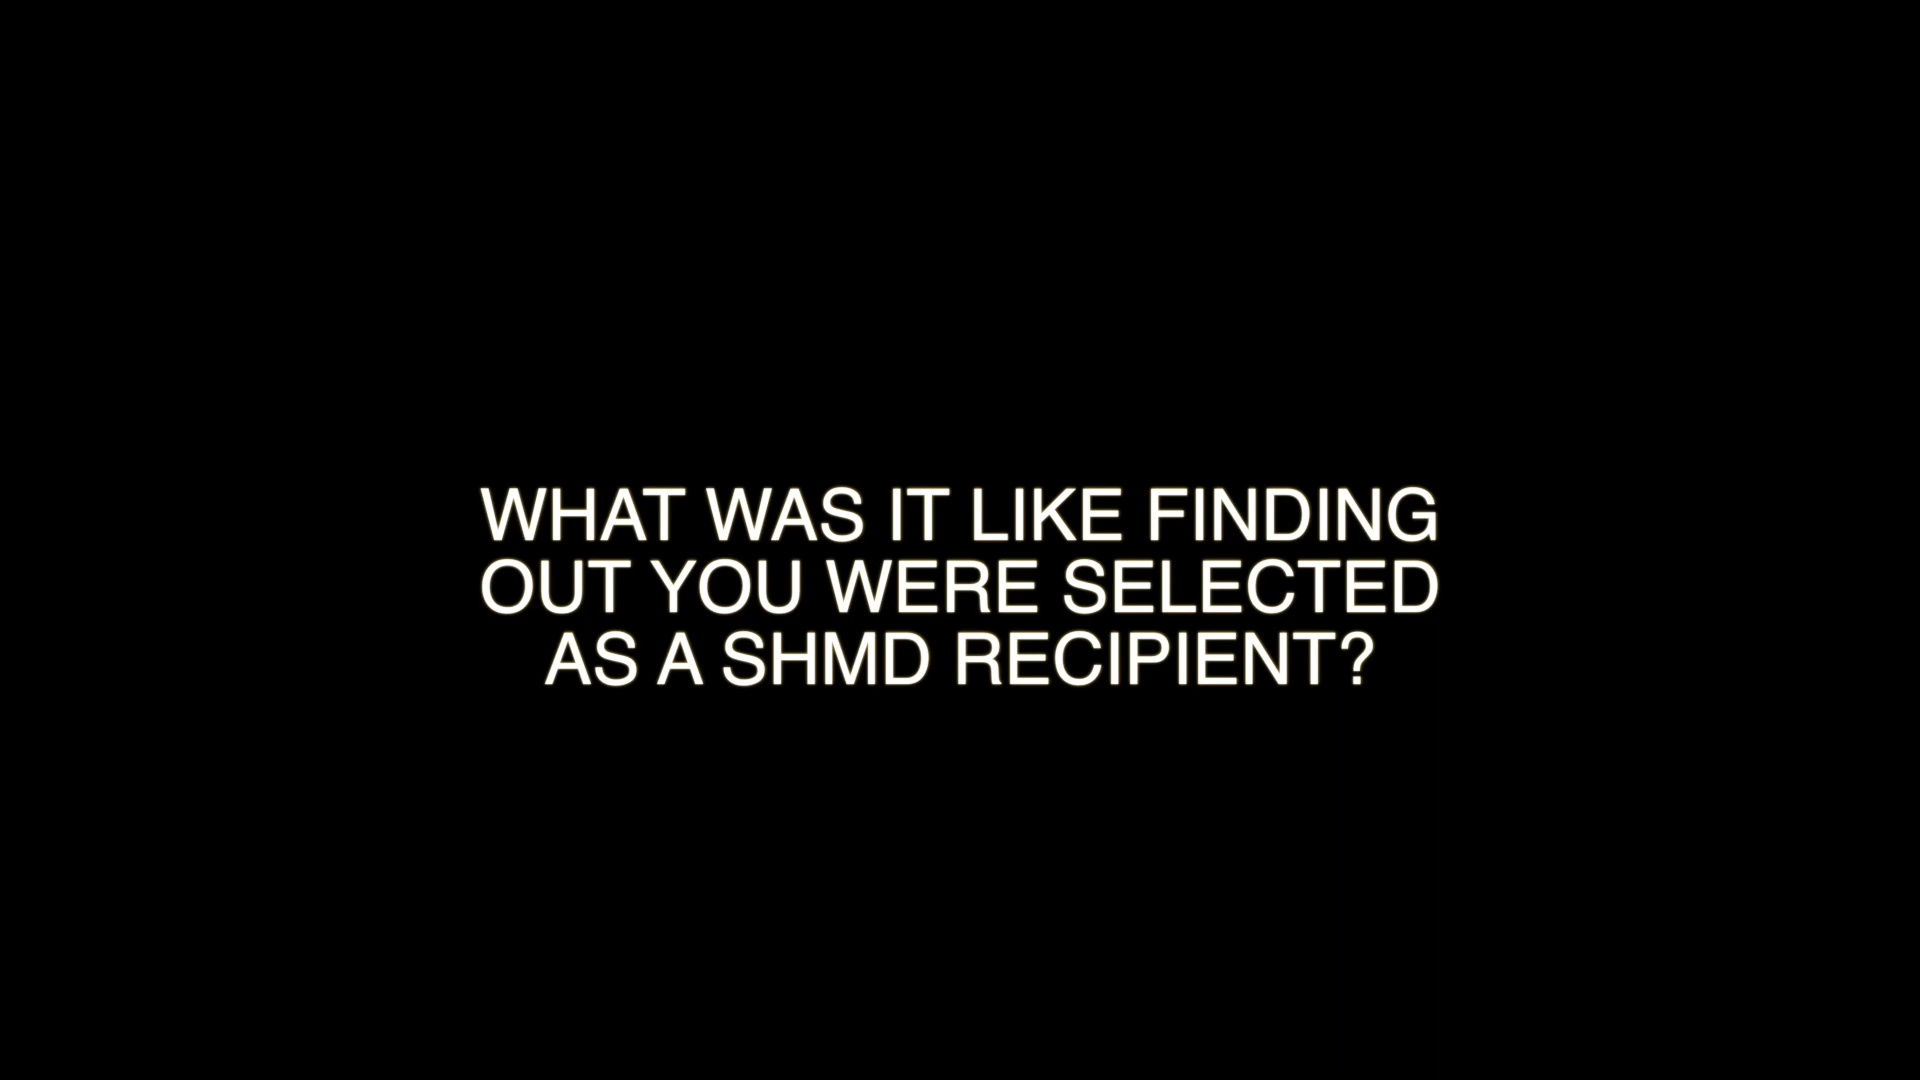 WHAT WAS IT LIKE FINDING
OUT YOU WERE SELECTED
AS A SHMD RECIPIENT?